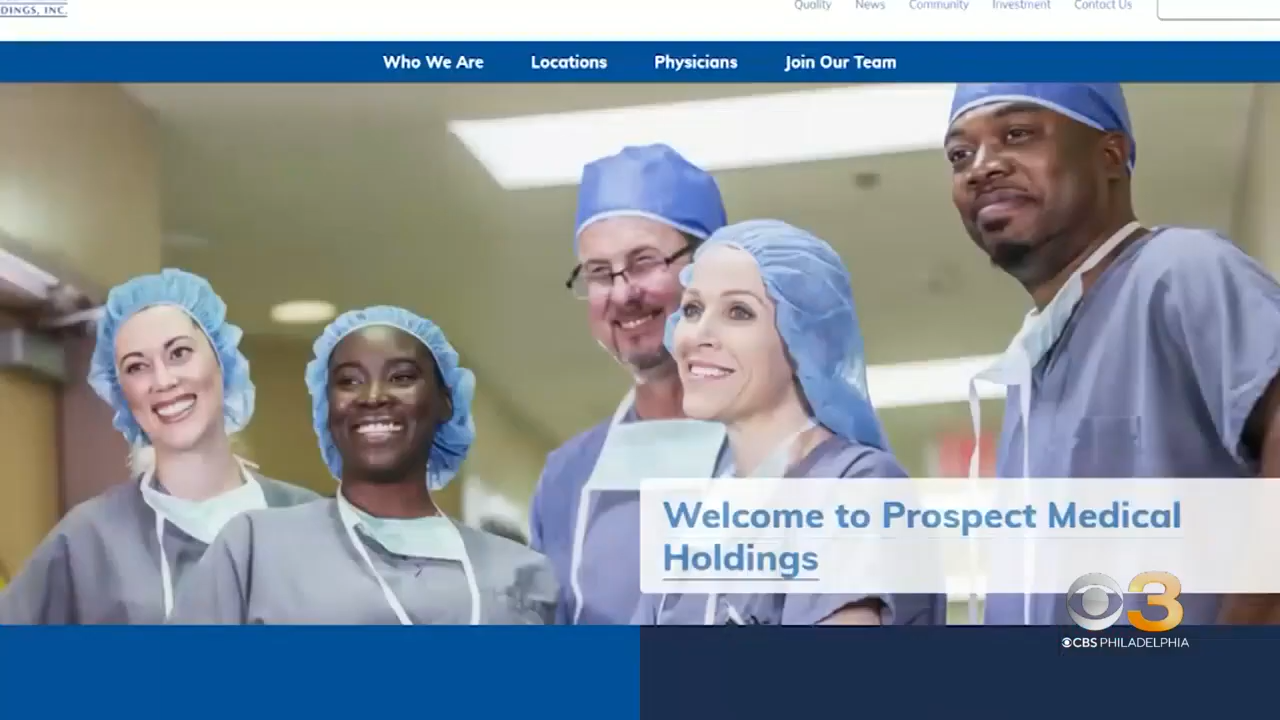 DINGS, INC.
Quality News Community Investment Contact Us
Who We Are Locations Physicians Join Our Team
Welcome to Prospect Medical
Holdings
3
CBS PHILADELPHIA